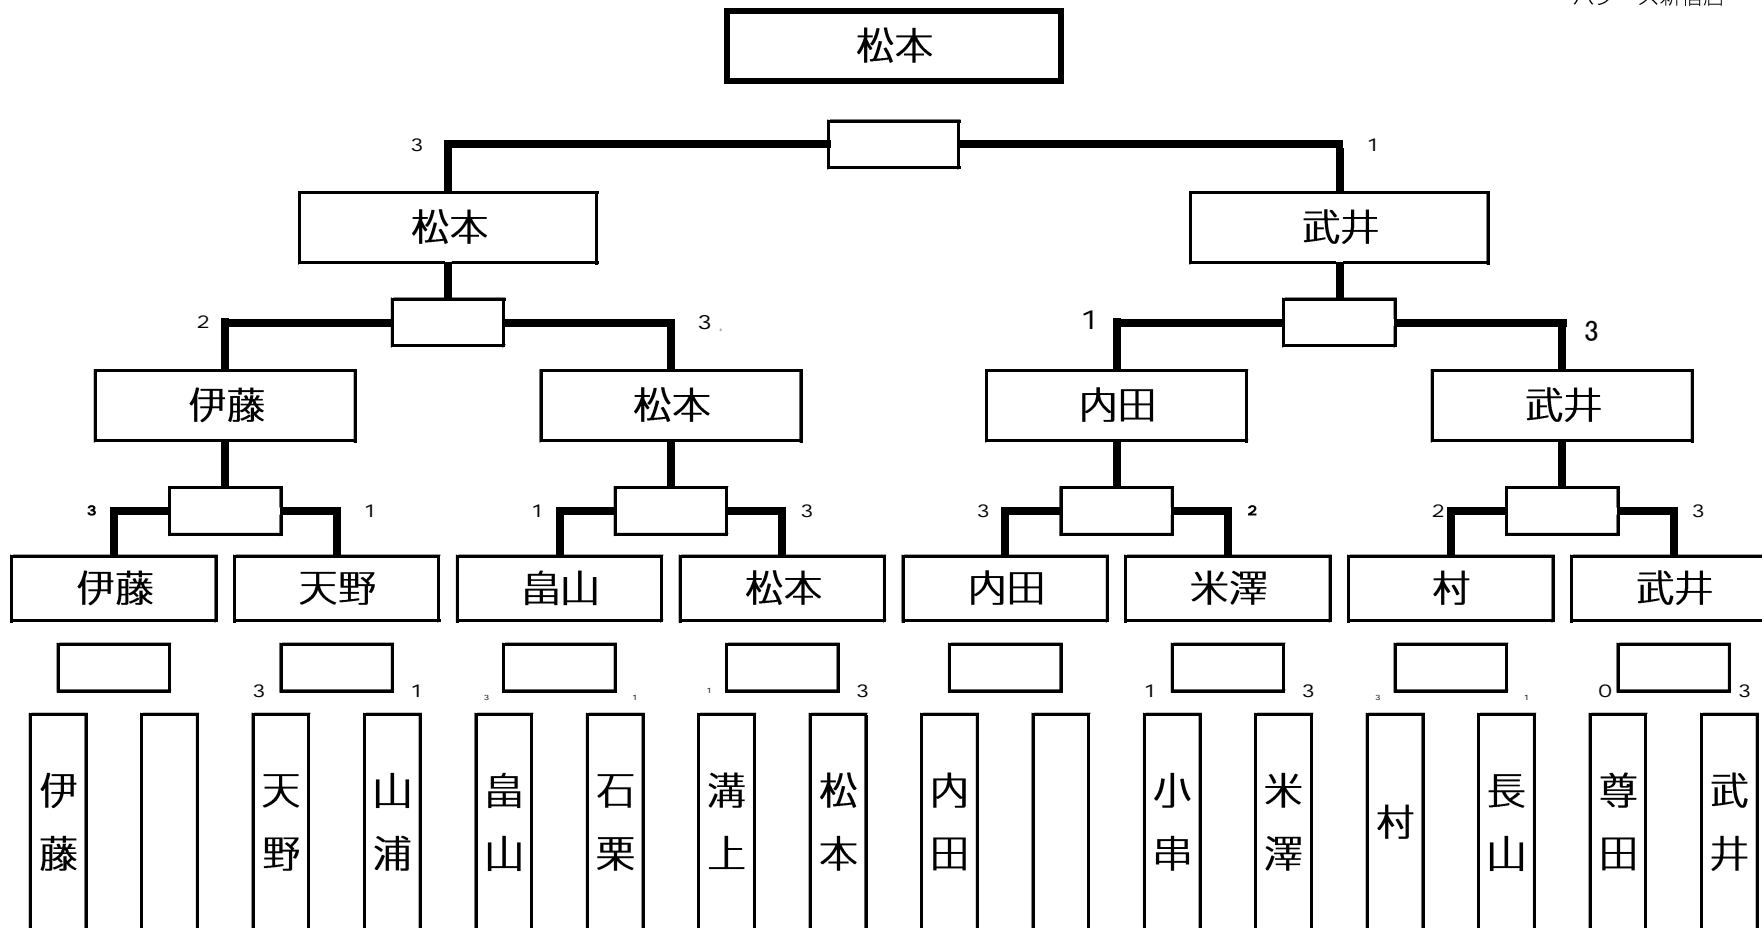 松本
3 1
松本 武井
2 3 1 3
伊藤 松本 内田 武井
3 1 1 3 3 2 2 3
伊藤 天野 畠山 松本 内田 米澤 村 武井
3 1 3 1 1 3 1 3 3 1 0 3
伊藤
天野
山浦
畠山
石栗
溝上
松本
内田
小串
米澤
村
長山
尊田
武井